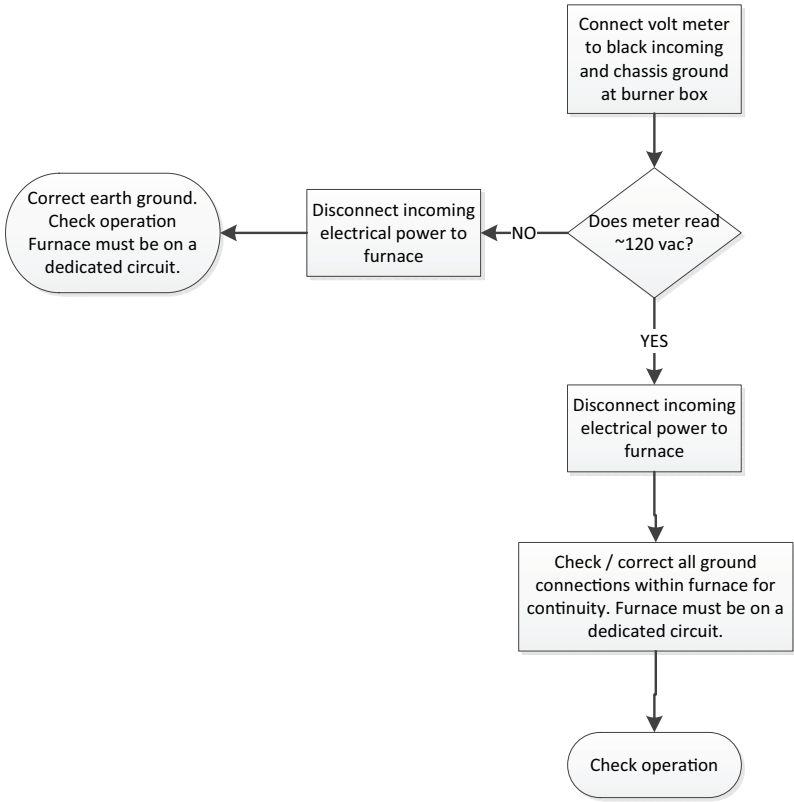 Connect volt meter
to black incoming
and chassis ground
at burner box
Does meter read
~120 vac?
NO
Disconnect incoming
electrical power to
furnace
Correct earth ground.
Check operation
Furnace must be on a
dedicated circuit.
YES
Disconnect incoming
electrical power to
furnace
Check / correct all ground
connections within furnace for
continuity. Furnace must be on a
dedicated circuit.
Check operation